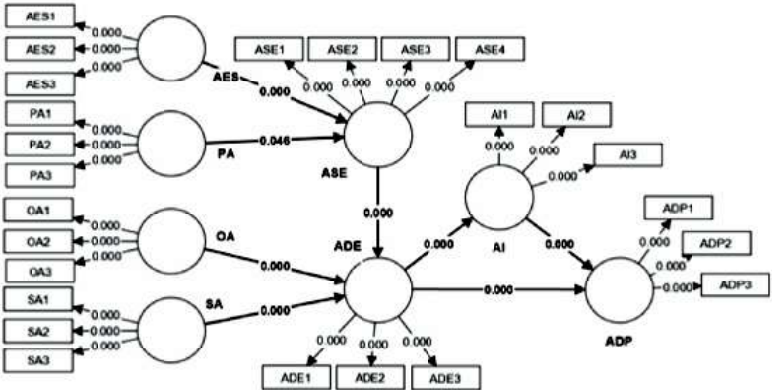 AES1
0.000
AES2
0.000
AES3
0.000
AES
0.000
PA1
0.000
PA2
0.000
PA3
0.000
PA
0.046
ASE1
ASE2
ASE3
ASE4
0.000
0.000
0.000
0.000
ASE
0.000
OA1
0.000
OA2
0.000
OA3
0.000
OA
0.000
SA1
0.000
SA2
0.000
SA3
0.000
SA
0.000
ADE
0.000
0.000
0.000
0.000
0.000
ADE1
ADE2
ADE3
AI1
AI2
AI3
0.000
0.000
0.000
AI
0.000
ADP1
ADP2
ADP3
0.000
0.000
0.000
ADP